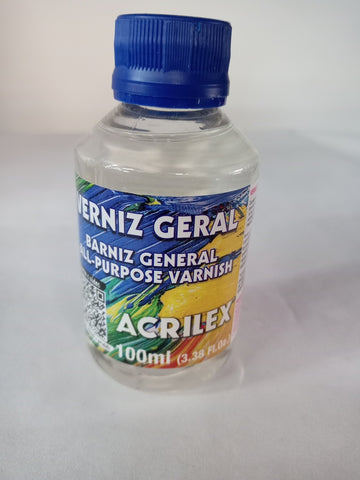 VERNIZ GERAL
BARNIZ GENERAL
ALL-PURPOSE VARNISH
ACRILEX
100ml (3.38 Fl.Oz